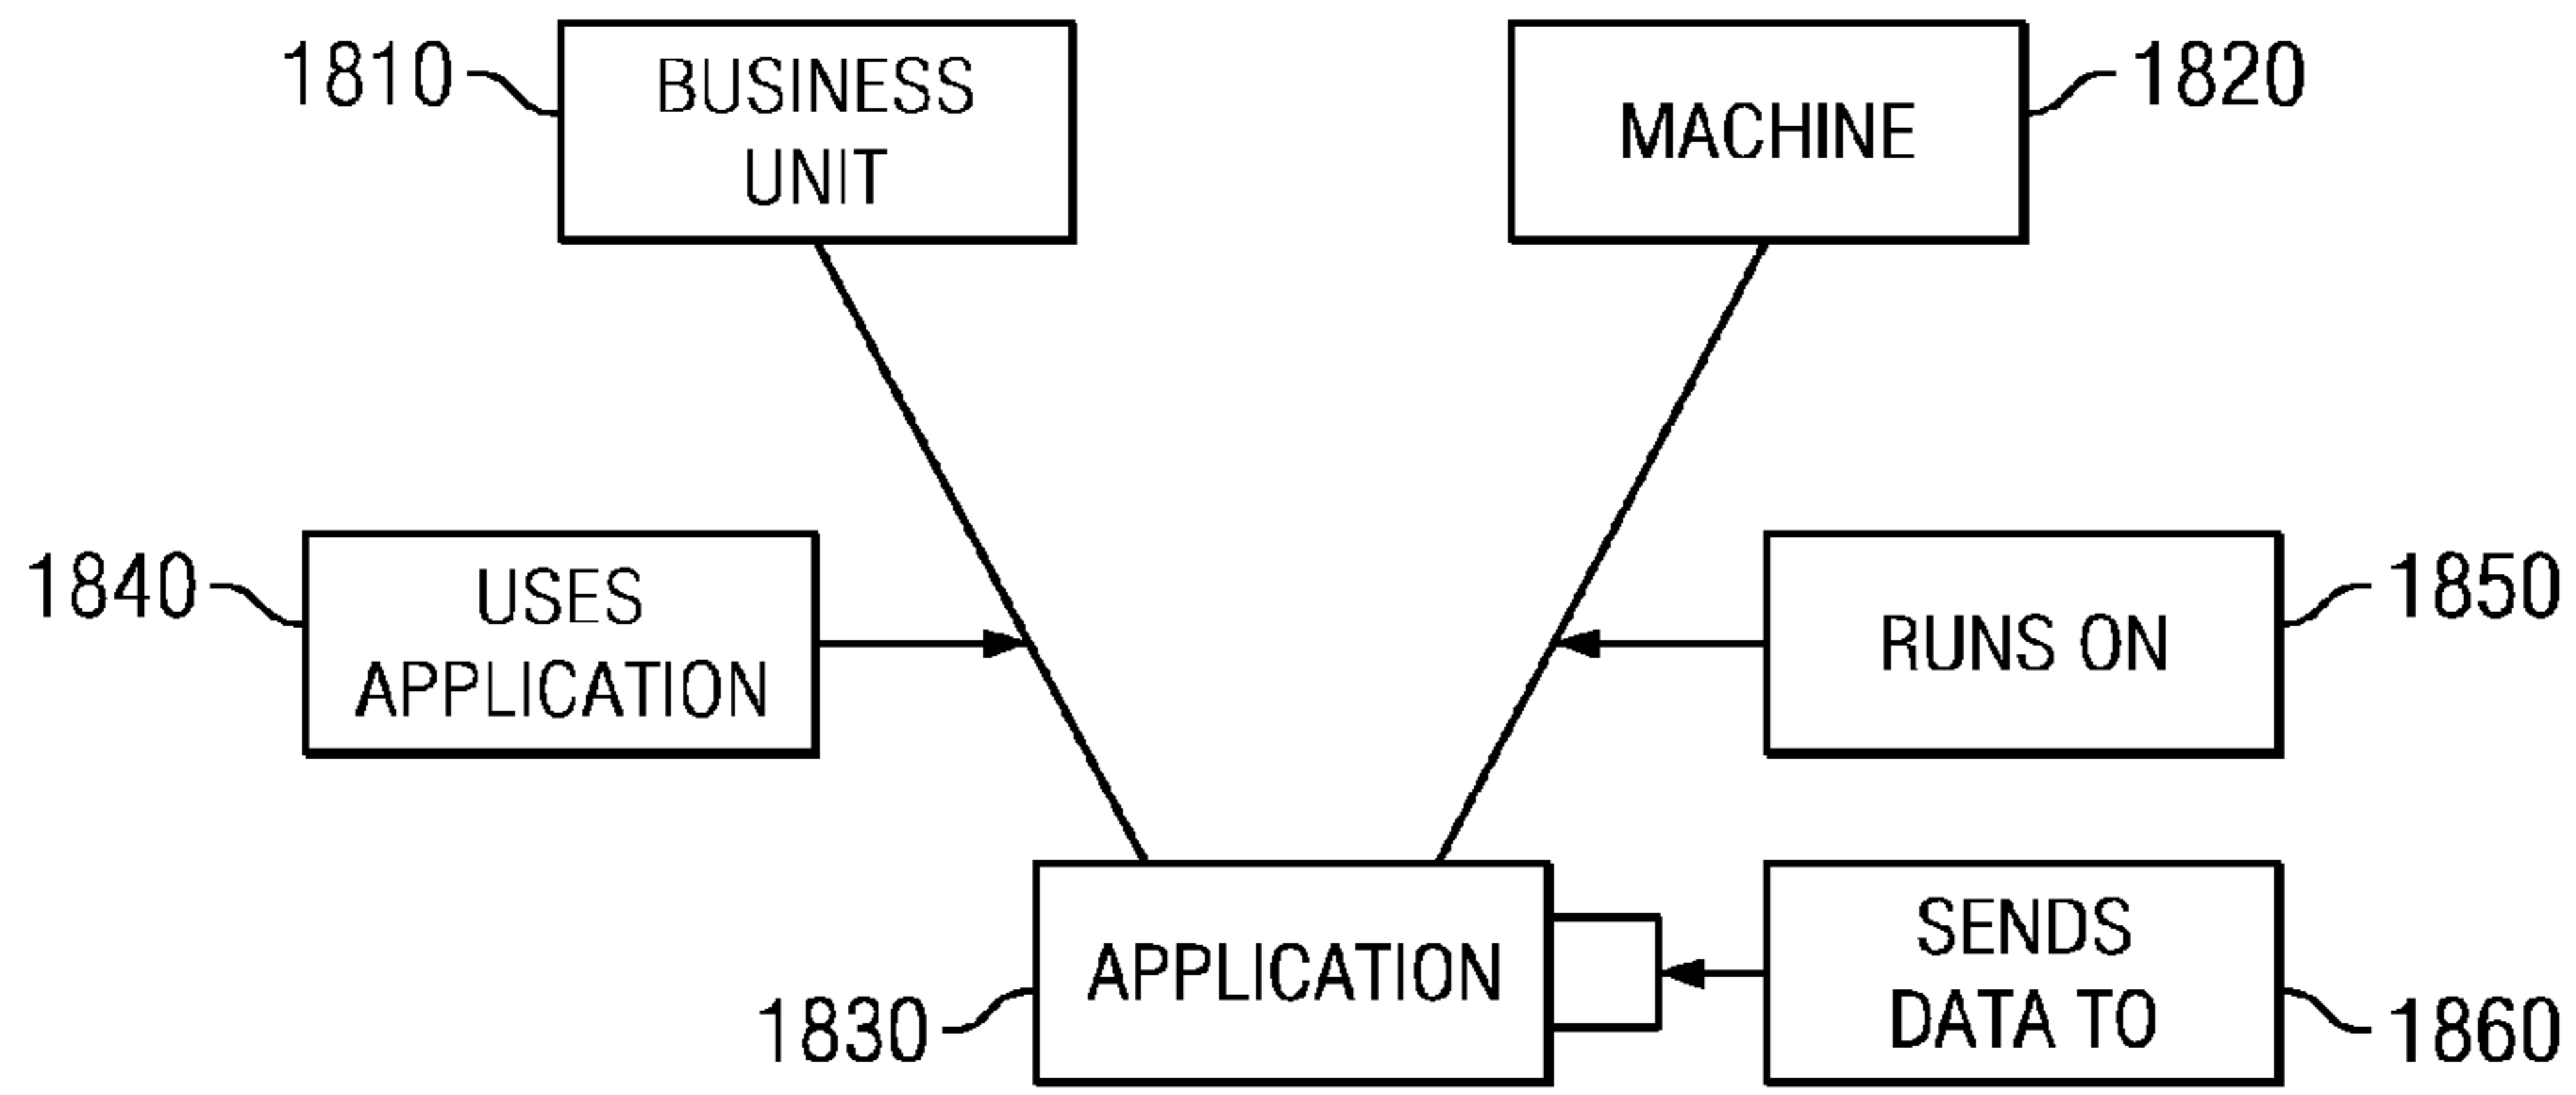 1810
BUSINESS
UNIT
MACHINE
1820
1840
USES
APPLICATION
RUNS ON
1850
1830
APPLICATION
SENDS
DATA TO
1860